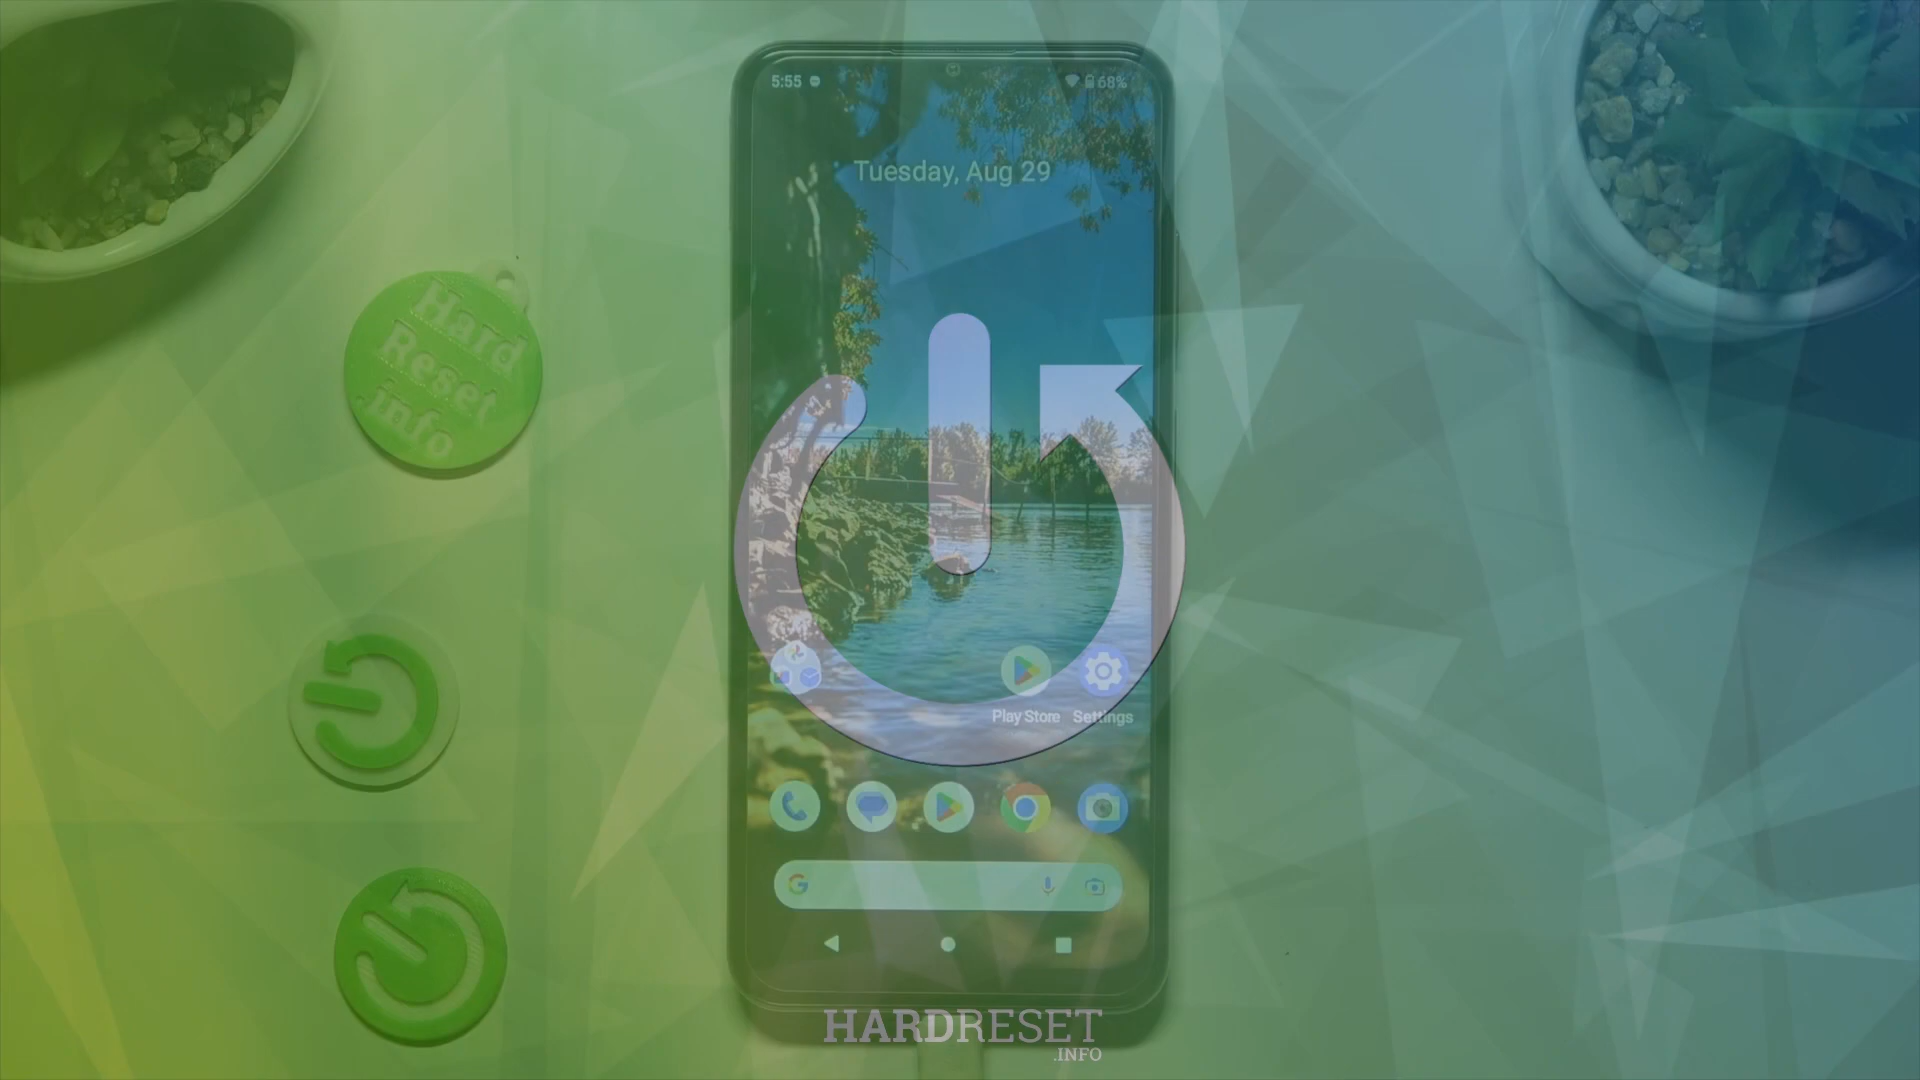 5:55
68%
Tuesday, Aug 29
Hard
Reset
.info
Play Store
Settings
HARDRESET
.INFO